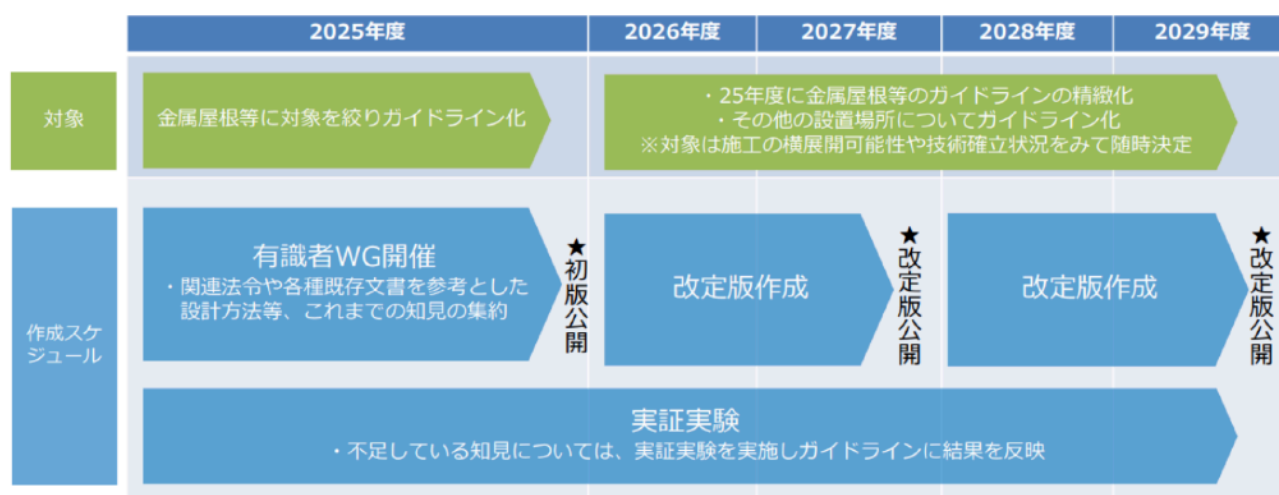 2025年度
2026年度
2027年度
2028年度
2029年度
対象
金属屋根等に対象を絞りガイドライン化
・25年度に金属屋根等のガイドラインの精緻化
・その他の設置場所についてガイドライン化
※対象は施工の横展開可能性や技術確立状況をみて随時決定
作成スケ
ジュール
有識者WG開催
・関連法令や各種既存文書を参考とした
設計方法等、これまでの知見の集約
★初版公開
改定版作成
★改定版公開
改定版作成
★改定版公開
実証実験
・不足している知見については、実証実験を実施しガイドラインに結果を反映